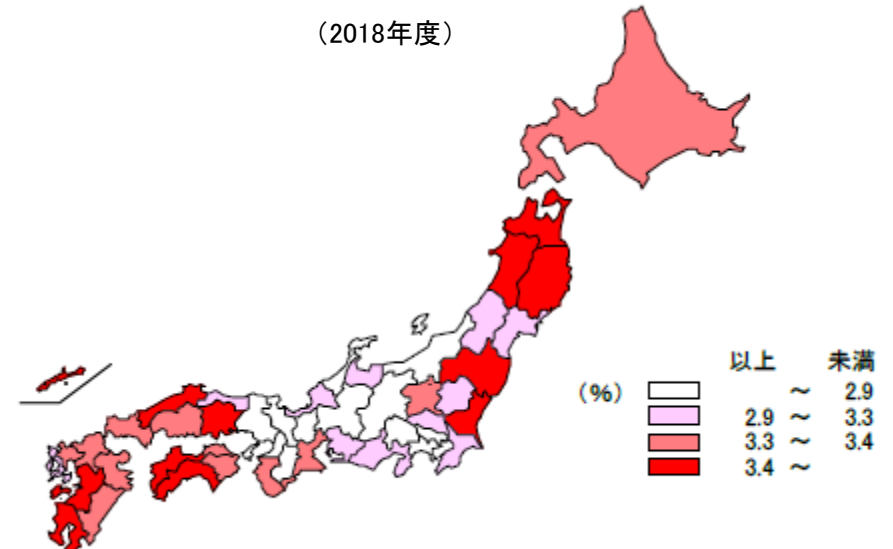 （2018年度）
以上 未満
（%） ～ 2.9
2.9 ～ 3.3
3.3 ～ 3.4
3.4 ～